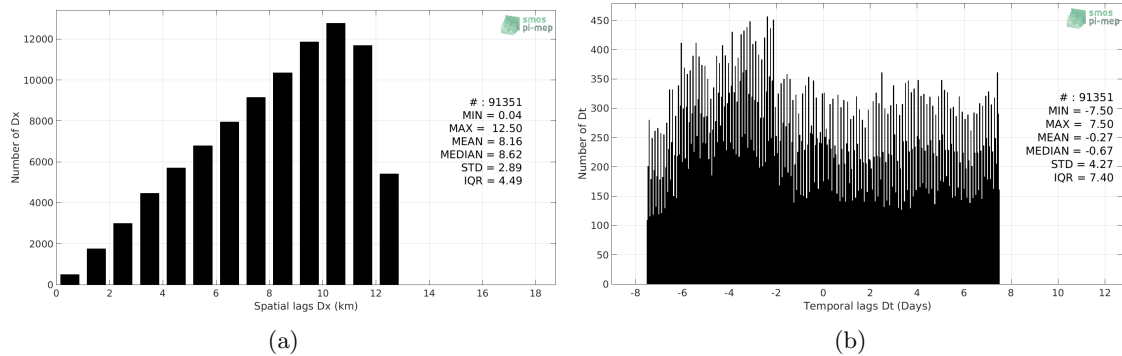 smos
pi-mep
12000
10000
8000
6000
4000
2000
0
Number of Dx
# : 91351
MIN = 0.04
MAX = 12.50
MEAN = 8.16
MEDIAN = 8.62
STD = 2.89
IQR = 4.49
0 2 4 6 8 10 12 14 16 18
Spatial lags Dx (km)
(a)
smos
pi-mep
450
400
350
300
250
200
150
100
50
0
Number of Dt
# : 91351
MIN = -7.50
MAX = 7.50
MEAN = -0.27
MEDIAN = -0.67
STD = 4.27
IQR = 7.40
-8 -6 -4 -2 0 2 4 6 8 10 12
Temporal lags Dt (Days)
(b)